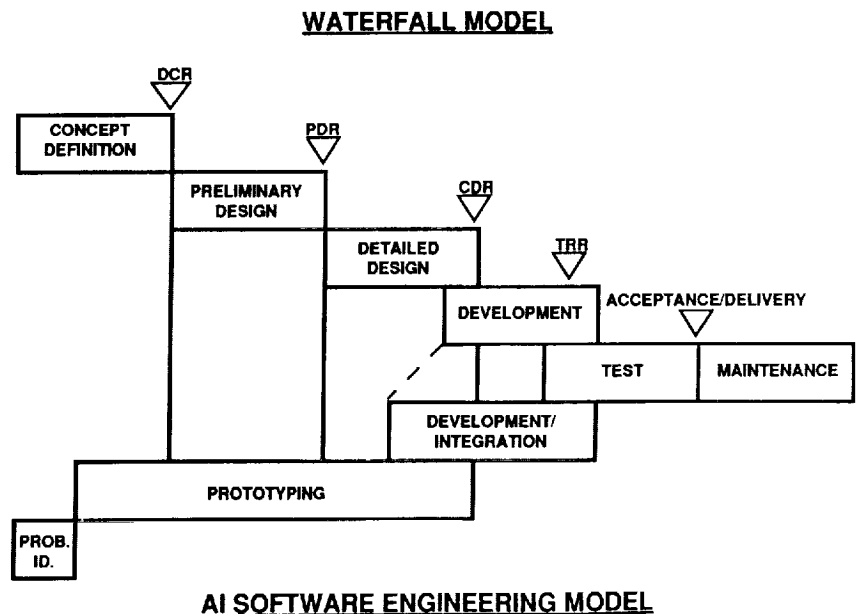 WATERFALL MODEL
DCR
CONCEPT
DEFINITION
PDR
PRELIMINARY
DESIGN
CDR
DETAILED
DESIGN
TRR
DEVELOPMENT
ACCEPTANCE/DELIVERY
TEST
MAINTENANCE
DEVELOPMENT/
INTEGRATION
PROTOTYPING
PROB.
ID.
AI SOFTWARE ENGINEERING MODEL